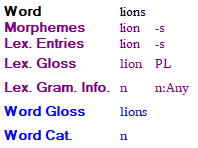 Word lions
Morphemes lion -s
Lex. Entries lion -s
Lex. Gloss lion PL
Lex. Gram. Info. n n:Any
Word Gloss lions
Word Cat. n